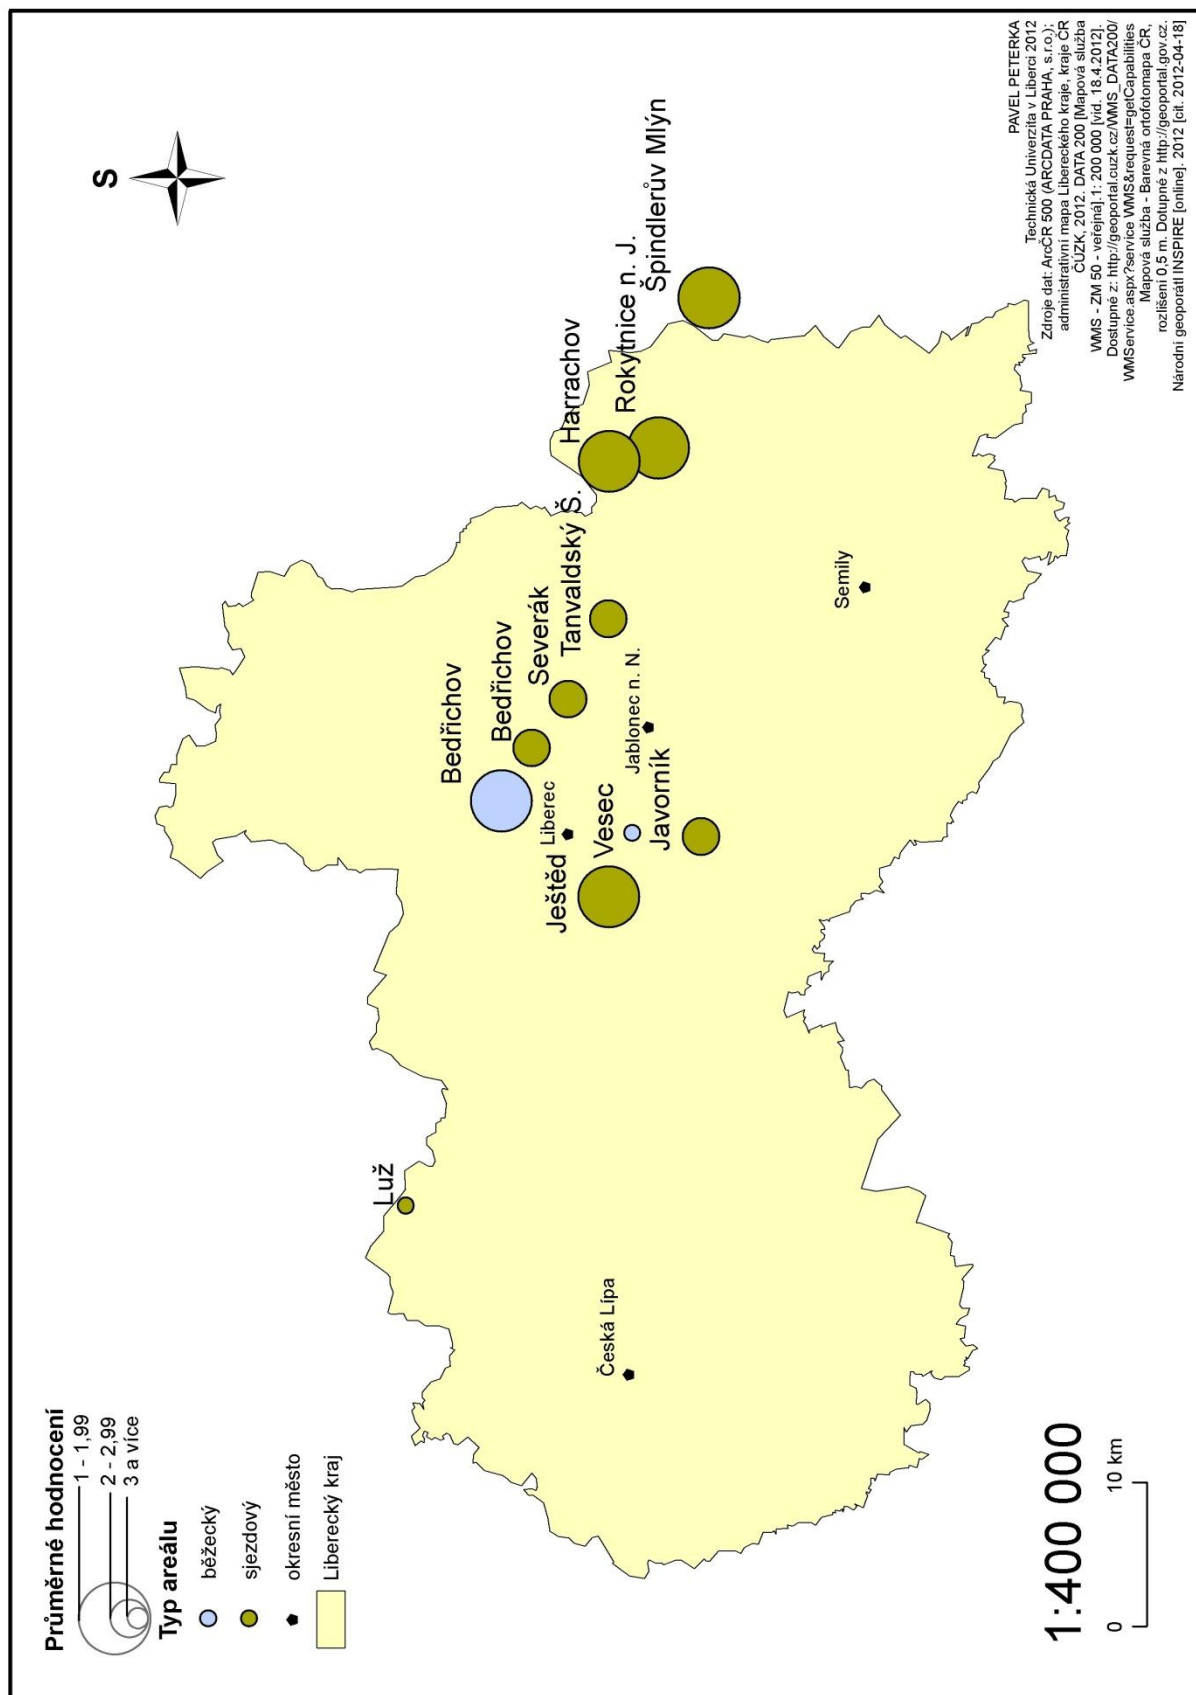 Průměrné hodnocení
1 - 1,99
2 - 2,99
3 a více
Typ areálu
běžecký
sjezdový
okresní město
Liberecký kraj
S
Luž
Bedřichov
Bedřichov
Severák
Tanvaldský Š.
Harrachov
Rokytnice n. J.
Špindlerův Mlýn
Liberec
Ještěd
Vesec
Jablonec n. N.
Javorník
Česká Lípa
Semily
1:400 000
0
10 km
PAVEL PETERKA
Technická Univerzita v Liberci 2012
Zdroje dat: ArcČR 500 (ARCDATA PRAHA, s.r.o.);
administrativní mapa Libereckého kraje, kraje ČR
ČÚZK, 2012. DATA 200 [Mapová služba
WMS - ZM 50 - veřejná].1: 200 000 [vid. 18.4.2012].
Dostupné z: http://geoportal.cuzk.cz/WMS_DATA200/
WMService.aspx?service WMS&request=getCapabilities
Mapová služba - Barevná ortofotomapa ČR,
rozlišení 0,5 m. Dotupné z http://geoportal.gov.cz.
Národní geoporátl INSPIRE [online]. 2012 [cit. 2012-04-18]